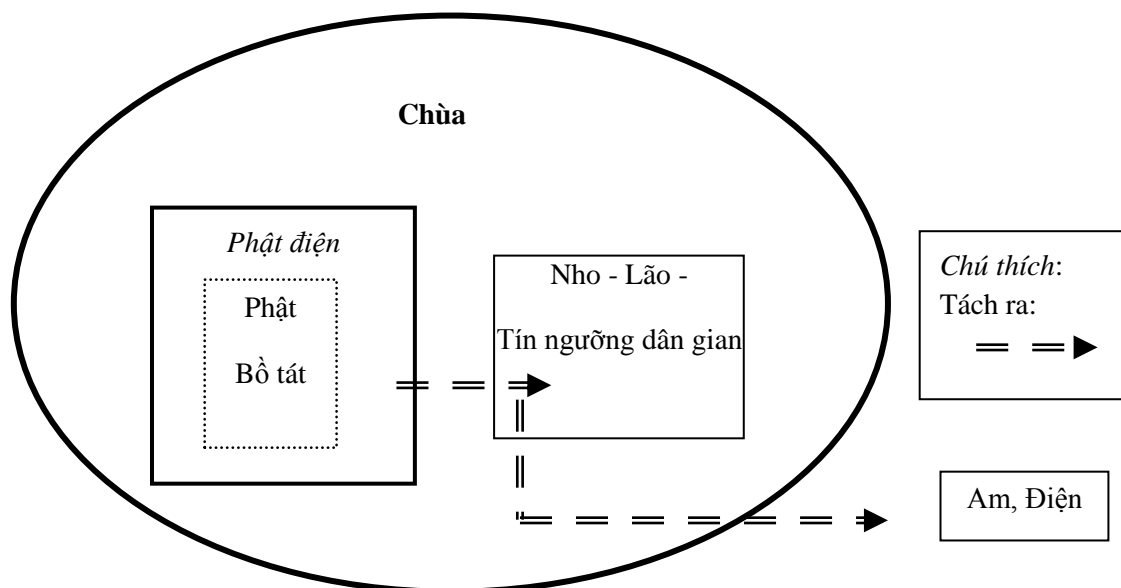 Chùa
Phật điện
Phật
Bồ tát
Nho - Lão -
Tín ngưỡng dân gian
Chú thích:
Tách ra:
Am, Điện